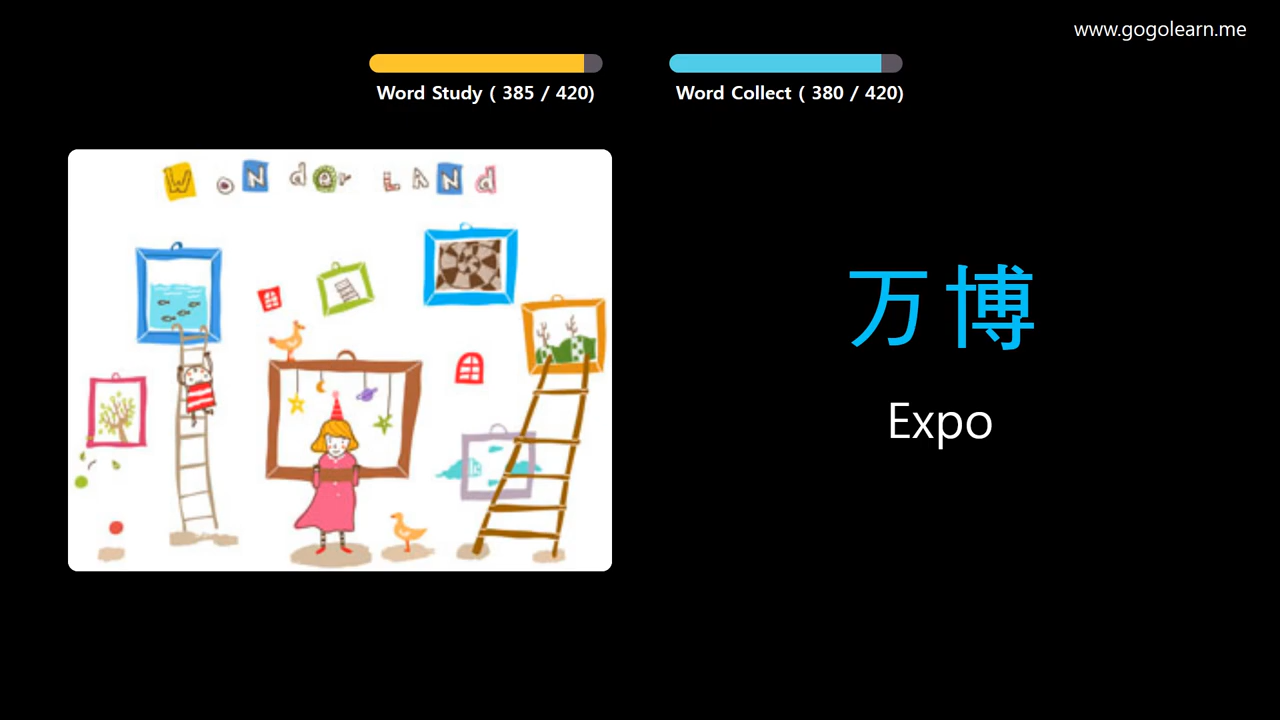 www.gogolearn.me
Word Study ( 385 / 420)
Word Collect ( 380 / 420)
WoNder LANd
万博
Expo